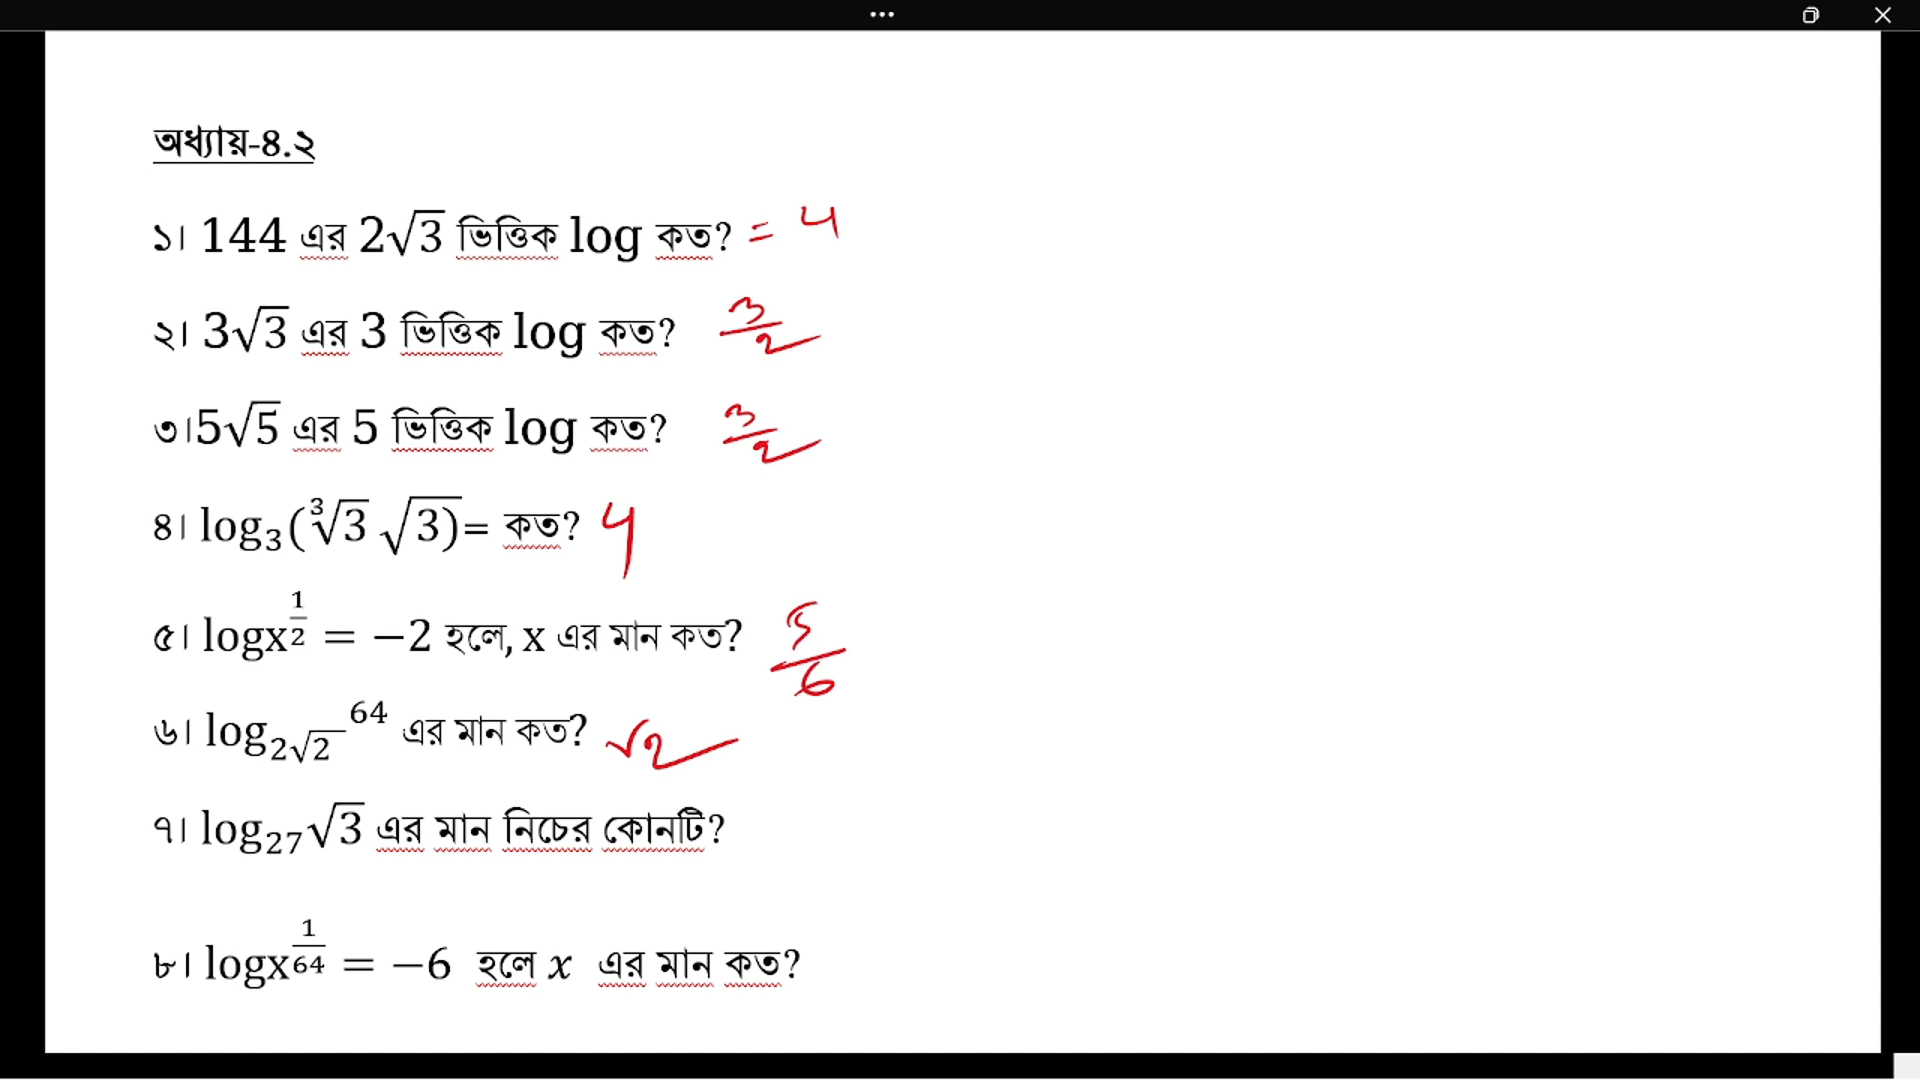 অধ্যায়-৪.২
১। 144 এর 2√3 ভিত্তিক log কত? = 4
২। 3√3 এর 3 ভিত্তিক log কত? 3/2
৩।5√5 এর 5 ভিত্তিক log কত? 3/2
৪। log₃(∛3 √3)= কত? 4
৫। logx^(1/2) = −2 হলে, x এর মান কত? 5/6
৬। log_(2√2)^64 এর মান কত? √2
৭। log₂₇√3 এর মান নিচের কোনটি?
৮। logx^(1/64) = −6 হলে x এর মান কত?